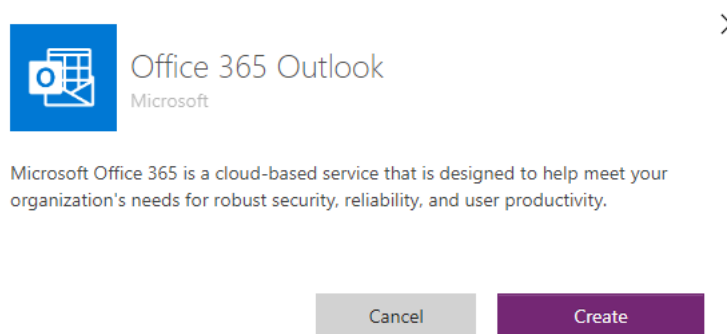 Office 365 Outlook
Microsoft
Microsoft Office 365 is a cloud-based service that is designed to help meet your
organization's needs for robust security, reliability, and user productivity.
Cancel
Create